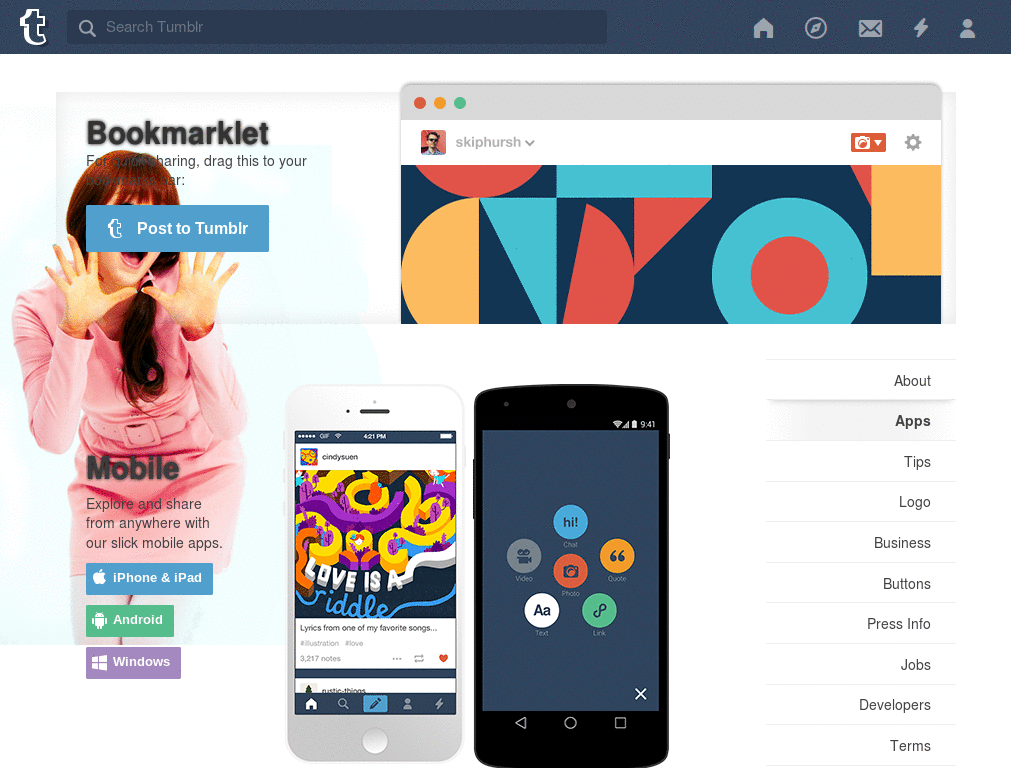 Search Tumblr
Bookmarklet
For quick sharing, drag this to your
bar:
Post to Tumblr
skiphursh
Mobile
Explore and share
from anywhere with
our slick mobile apps.
iPhone & iPad
Android
Windows
GIF
4:21 PM
cindysuen
LOVE IS A
riddle
Lyrics from one of my favorite songs...
#illustration #love
3,217 notes
rustic-things
9:41
hi!
Chat
Video
Quote
Photo
Aa
Text
Link
About
Apps
Tips
Logo
Business
Buttons
Press Info
Jobs
Developers
Terms